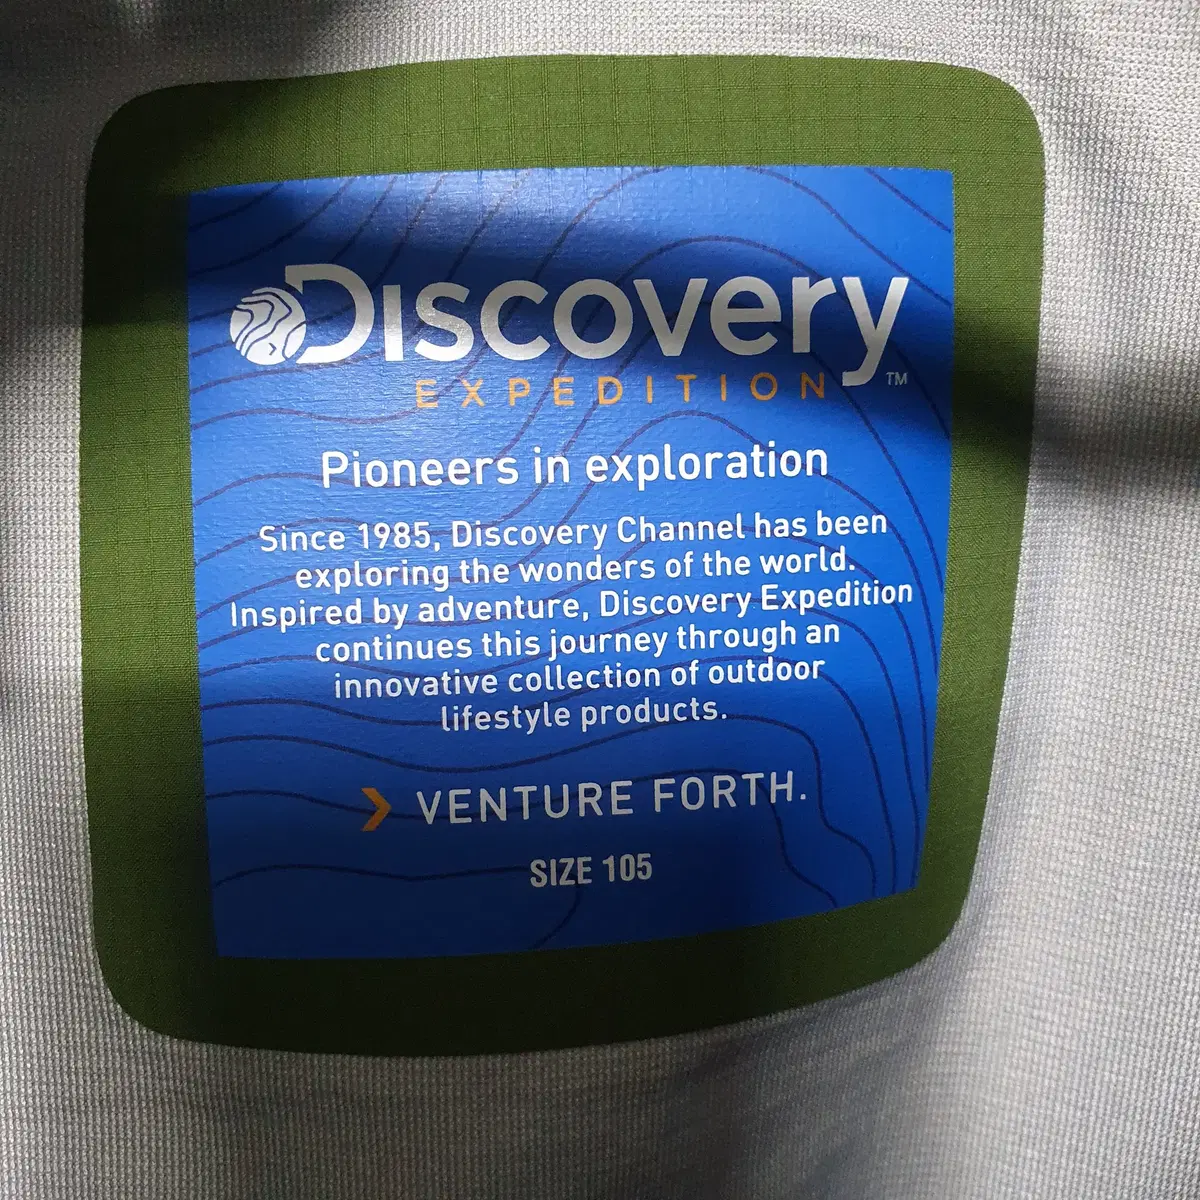 Discovery
EXPEDITION ™
Pioneers in exploration
Since 1985, Discovery Channel has been
exploring the wonders of the world.
Inspired by adventure, Discovery Expedition
continues this journey through an
innovative collection of outdoor
lifestyle products.
VENTURE FORTH.
SIZE 105